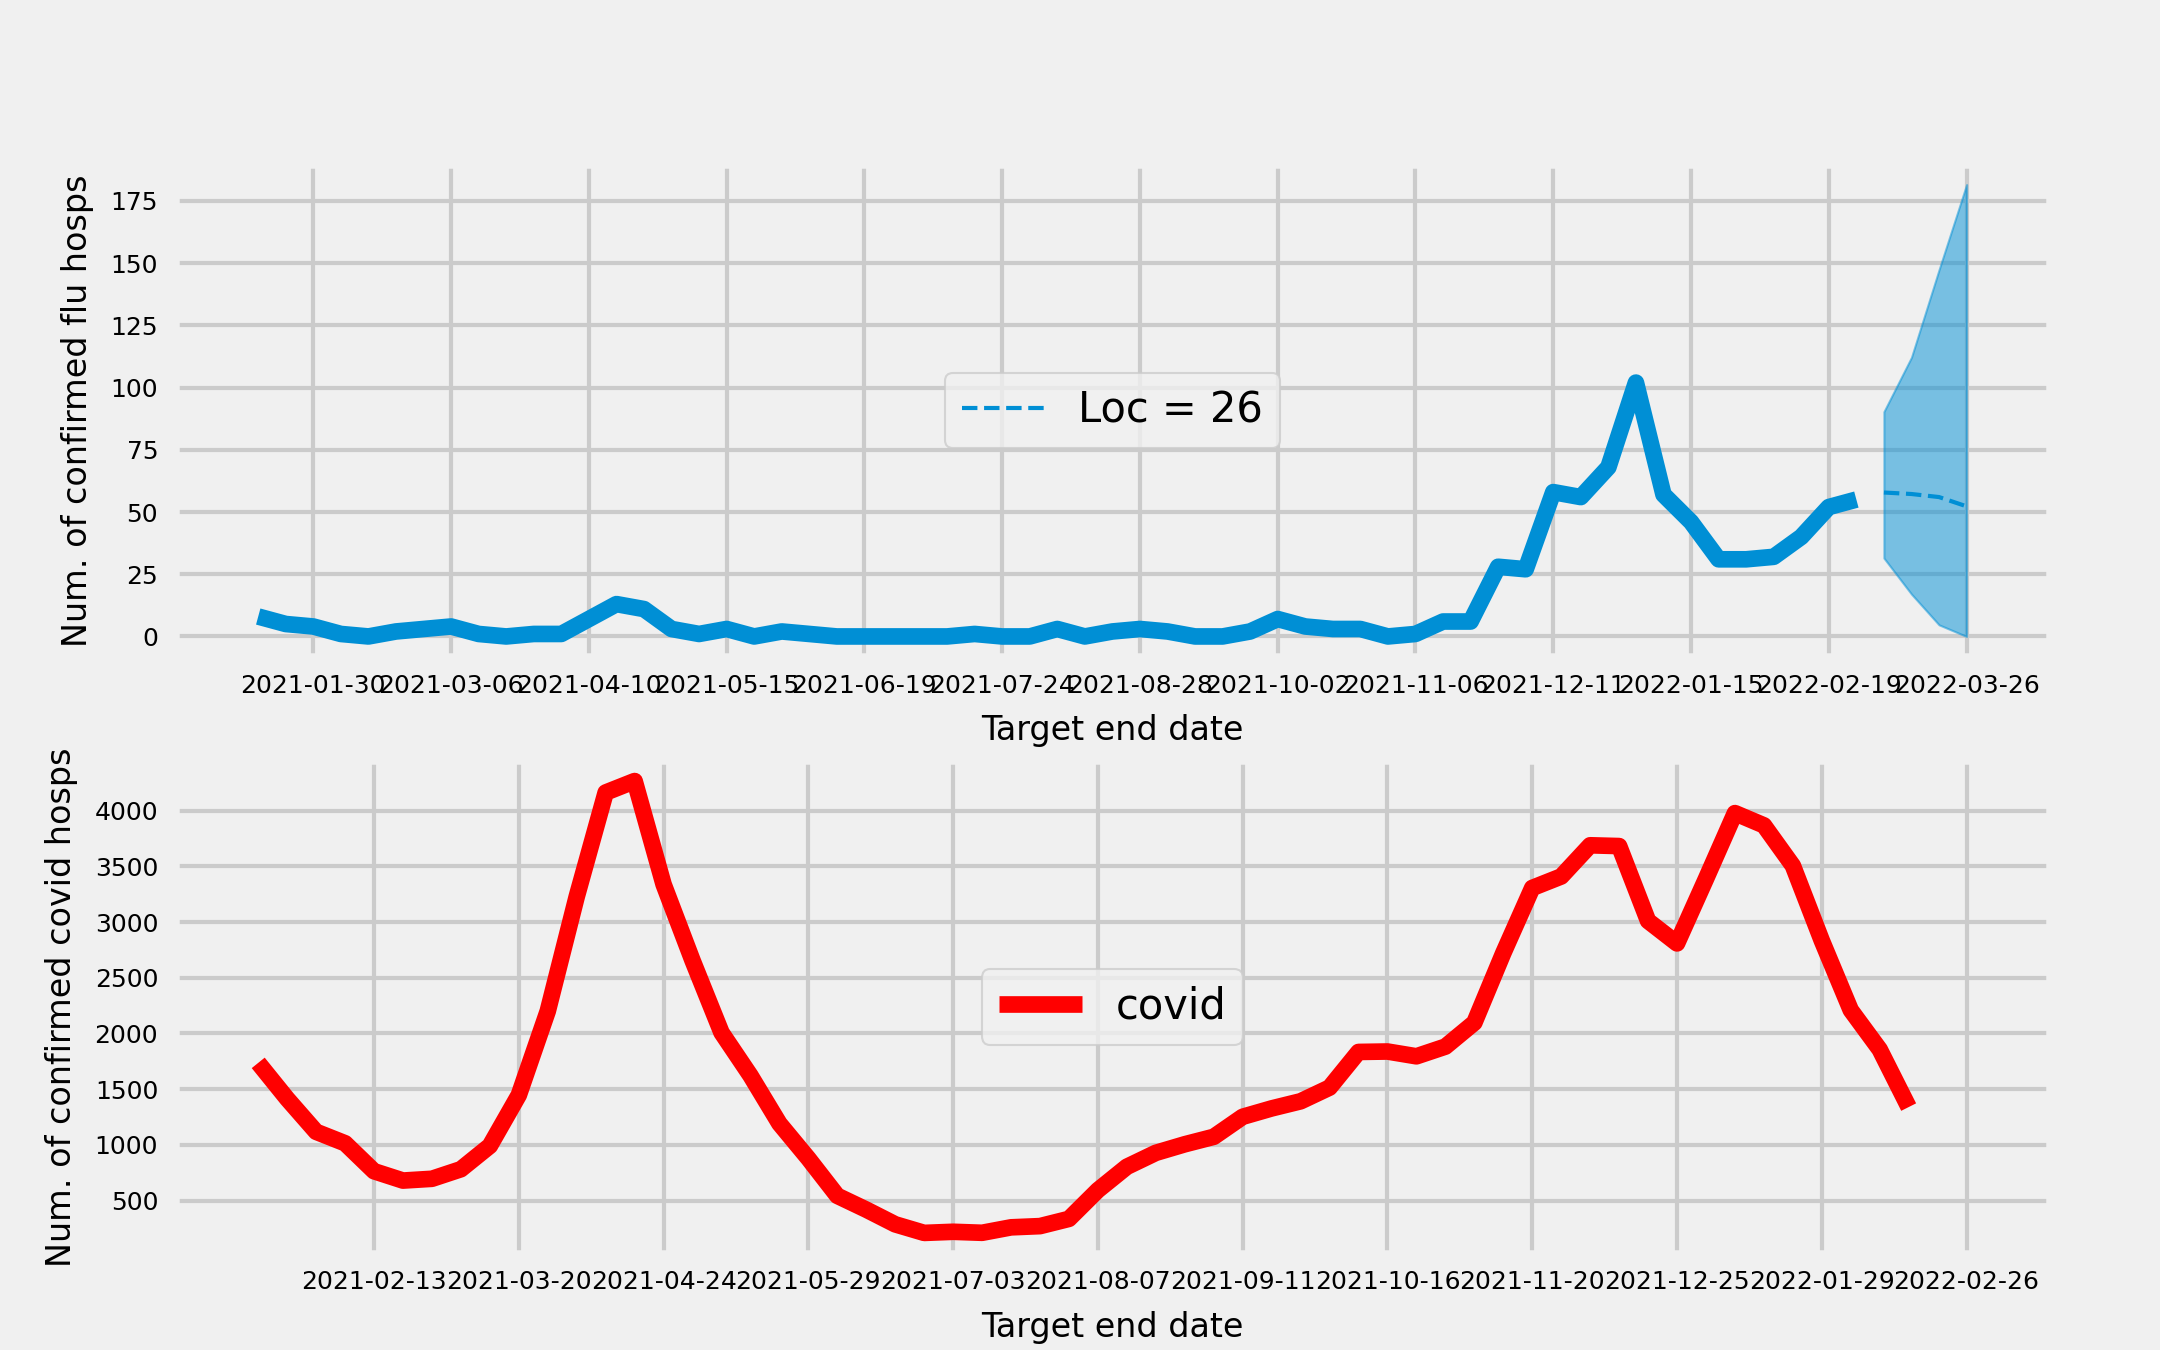 Num. of confirmed flu hosps
175
150
125
100
75
50
25
0
Loc = 26
2021-01-30 2021-03-06 2021-04-10 2021-05-15 2021-06-19 2021-07-24 2021-08-28 2021-10-02 2021-11-06 2021-12-11 2022-01-15 2022-02-19 2022-03-26
Target end date
Num. of confirmed covid hosps
4000
3500
3000
2500
2000
1500
1000
500
covid
2021-02-13 2021-03-20 2021-04-24 2021-05-29 2021-07-03 2021-08-07 2021-09-11 2021-10-16 2021-11-20 2021-12-25 2022-01-29 2022-02-26
Target end date